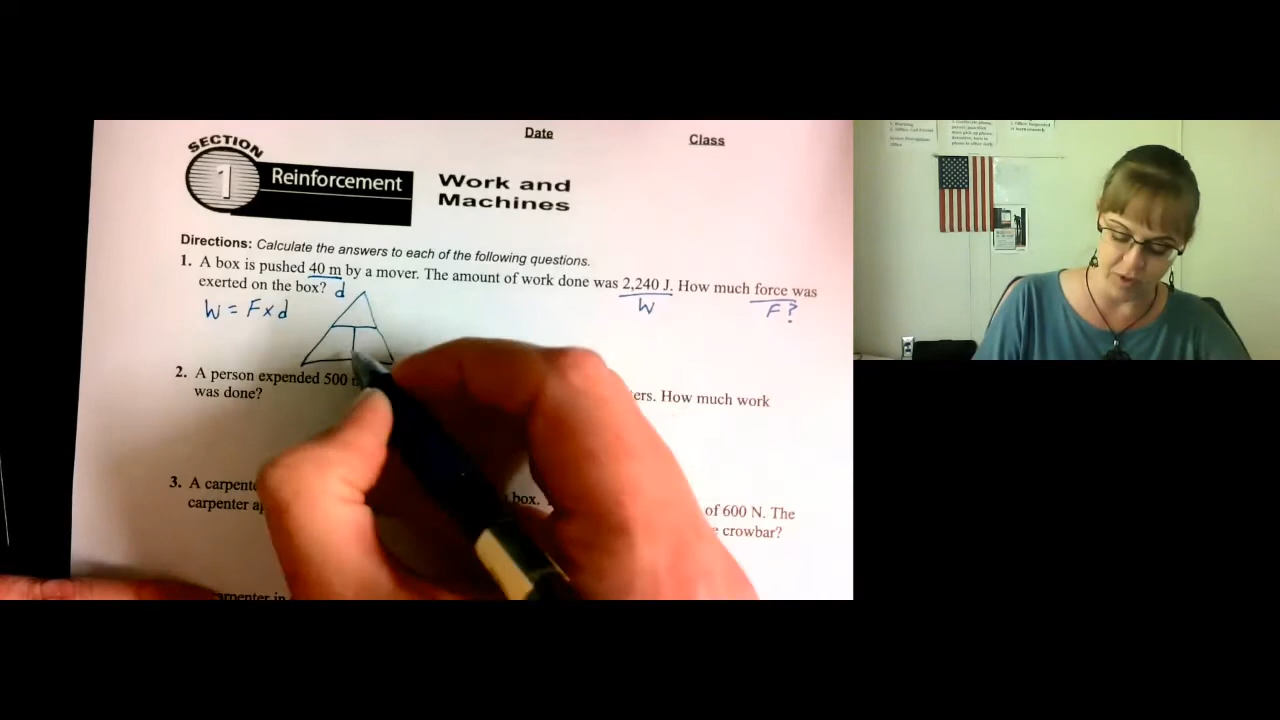 Date
Class
SECTION
1
Reinforcement
Work and
Machines
Directions: Calculate the answers to each of the following questions.
1. A box is pushed 40 m by a mover. The amount of work done was 2,240 J. How much force was
exerted on the box? d
W
F?
W = F x d
2. A person expended 500
ers. How much work
was done?
3. A carpent
box.
of 600 N. The
carpenter ap
crowbar?
arpenter in